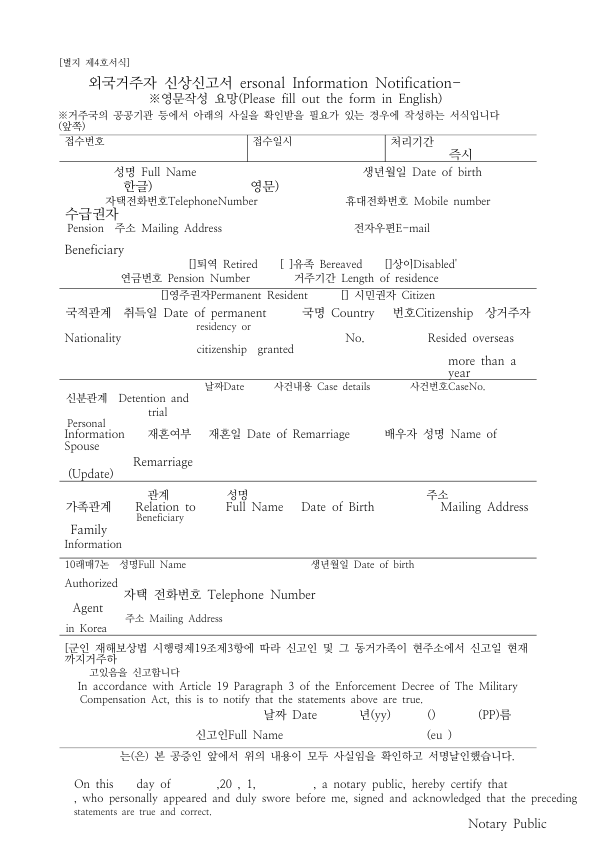 [별지 제4호서식]
외국거주자 신상신고서 ersonal Information Notification-
※영문작성 요망(Please fill out the form in English)
※거주국의 공공기관 등에서 아래의 사실을 확인받을 필요가 있는 경우에 작성하는 서식입니다
(앞쪽)
접수번호 접수일시 처리기간
즉시
성명 Full Name 생년월일 Date of birth
한글) 영문)
자택전화번호TelephoneNumber 휴대전화번호 Mobile number
수급권자
Pension 주소 Mailing Address 전자우편E-mail
Beneficiary
[]퇴역 Retired [ ]유족 Bereaved []상이Disabled'
연금번호 Pension Number 거주기간 Length of residence
[]영주권자Permanent Resident [] 시민권자 Citizen
국적관계 취득일 Date of permanent 국명 Country 번호Citizenship 상거주자
residency or
Nationality No. Resided overseas
citizenship granted
more than a
year
날짜Date 사건내용 Case details 사건번호CaseNo.
신분관계 Detention and
trial
Personal
Information 재혼여부 재혼일 Date of Remarriage 배우자 성명 Name of
Spouse
Remarriage
(Update)
관계 성명 주소
가족관계 Relation to Full Name Date of Birth Mailing Address
Beneficiary
Family
Information
10래매7논 성명Full Name 생년월일 Date of birth
Authorized
자택 전화번호 Telephone Number
Agent
주소 Mailing Address
in Korea
[군인 재해보상법 시행령제19조제3항에 따라 신고인 및 그 동거가족이 현주소에서 신고일 현재
까지거주하
고있음을 신고합니다
In accordance with Article 19 Paragraph 3 of the Enforcement Decree of The Military
Compensation Act, this is to notify that the statements above are true.
날짜 Date 년(yy) () (PP)름
신고인Full Name (eu )
는(은) 본 공증인 앞에서 위의 내용이 모두 사실임을 확인하고 서명날인했습니다.
On this day of ,20 , 1, , a notary public, hereby certify that
, who personally appeared and duly swore before me, signed and acknowledged that the preceding
statements are true and correct.
Notary Public